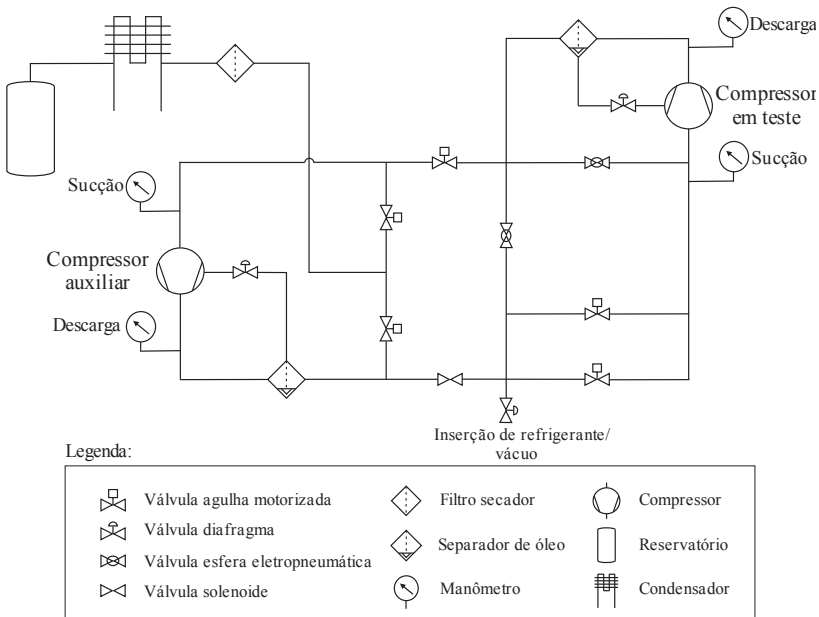 Descarga
Compressor
em teste
Sucção
Sucção
Compressor
auxiliar
Descarga
Inserção de refrigerante/
vácuo
Legenda:
Válvula agulha motorizada
Válvula diafragma
Válvula esfera eletropneumática
Válvula solenoide
Filtro secador
Separador de óleo
Manômetro
Compressor
Reservatório
Condensador